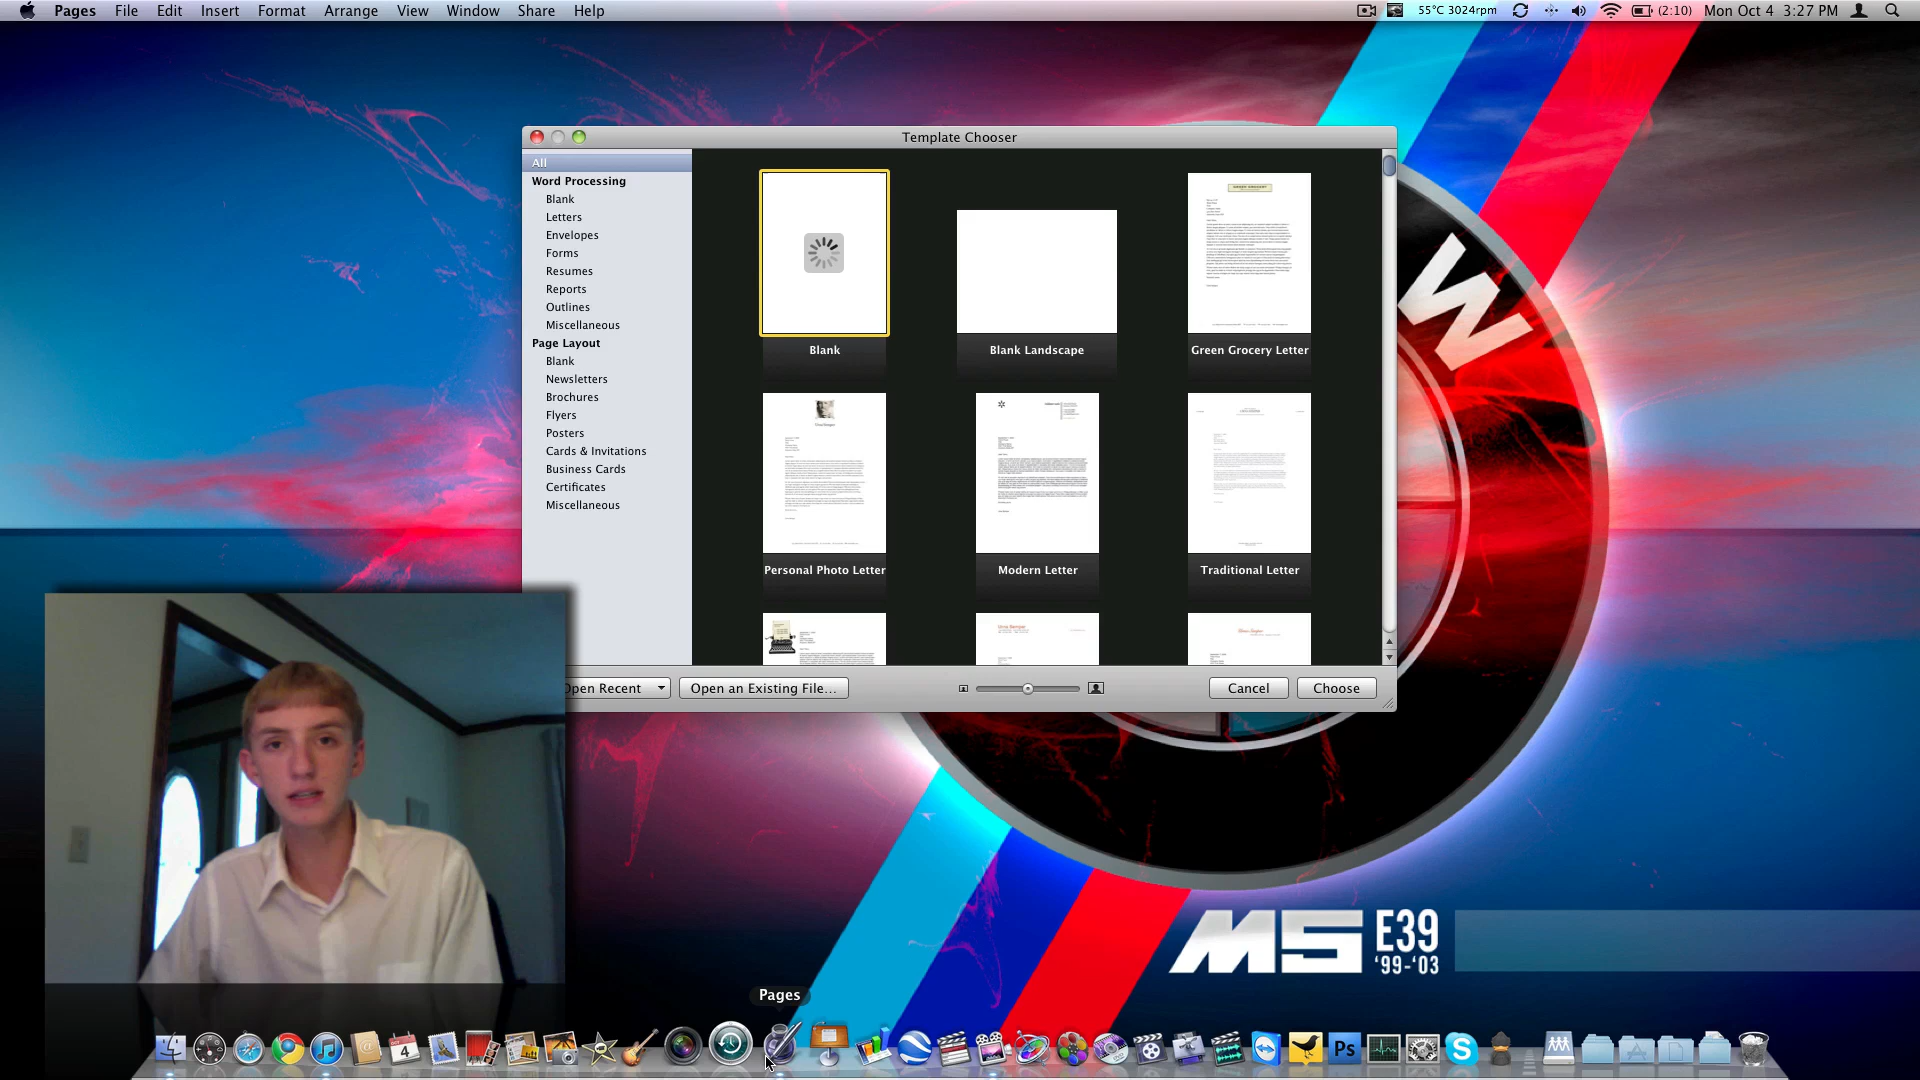 Pages File Edit Insert Format Arrange View Window Share Help
55°C 3024rpm (2:10) Mon Oct 4 3:27 PM
Template Chooser
All
Word Processing
Blank
Letters
Envelopes
Forms
Resumes
Reports
Outlines
Miscellaneous
Page Layout
Blank
Newsletters
Brochures
Flyers
Posters
Cards & Invitations
Business Cards
Certificates
Miscellaneous
Blank
Blank Landscape
Green Grocery Letter
Personal Photo Letter
Modern Letter
Traditional Letter
Open Recent
Open an Existing File...
Cancel
Choose
W
M5 E39
'99-'03
Pages
4
Ps